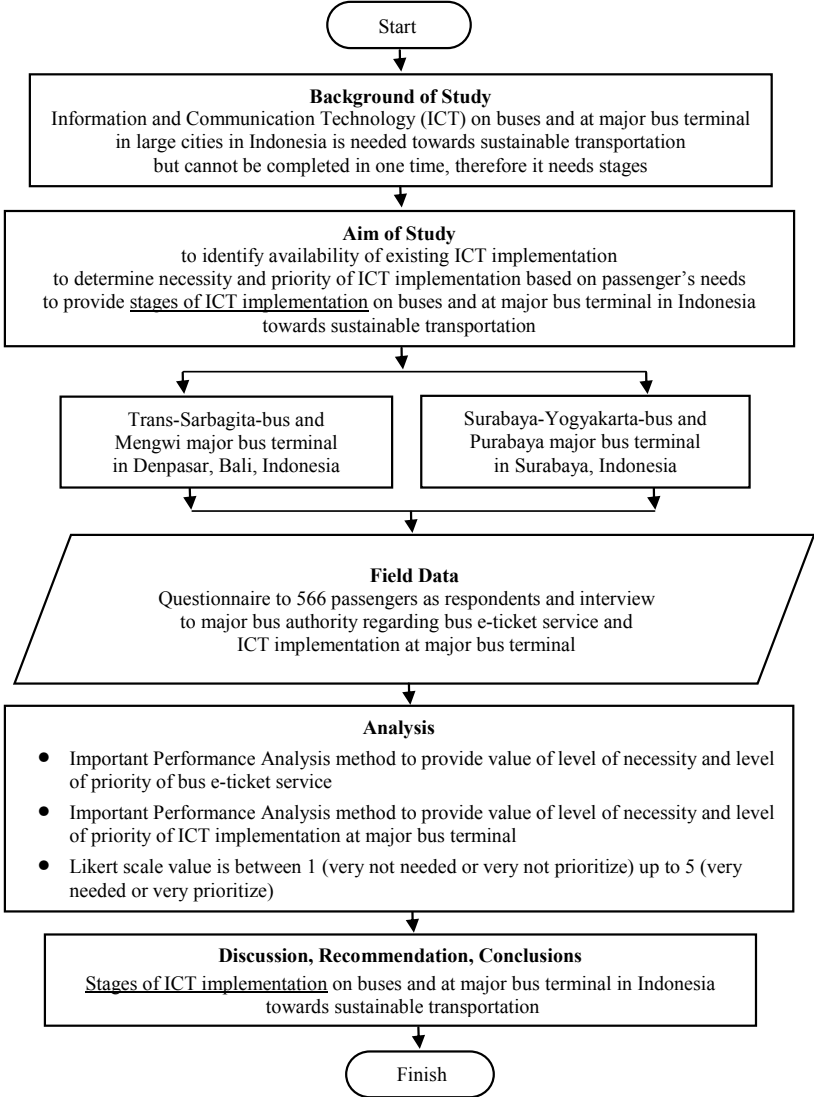 Start
Background of Study
Information and Communication Technology (ICT) on buses and at major bus terminal
in large cities in Indonesia is needed towards sustainable transportation
but cannot be completed in one time, therefore it needs stages
Aim of Study
to identify availability of existing ICT implementation
to determine necessity and priority of ICT implementation based on passenger’s needs
to provide stages of ICT implementation on buses and at major bus terminal in Indonesia
towards sustainable transportation
Trans-Sarbagita-bus and
Mengwi major bus terminal
in Denpasar, Bali, Indonesia
Surabaya-Yogyakarta-bus and
Purabaya major bus terminal
in Surabaya, Indonesia
Field Data
Questionnaire to 566 passengers as respondents and interview
to major bus authority regarding bus e-ticket service and
ICT implementation at major bus terminal
Analysis
● Important Performance Analysis method to provide value of level of necessity and level
of priority of bus e-ticket service
● Important Performance Analysis method to provide value of level of necessity and level
of priority of ICT implementation at major bus terminal
● Likert scale value is between 1 (very not needed or very not prioritize) up to 5 (very
needed or very prioritize)
Discussion, Recommendation, Conclusions
Stages of ICT implementation on buses and at major bus terminal in Indonesia
towards sustainable transportation
Finish